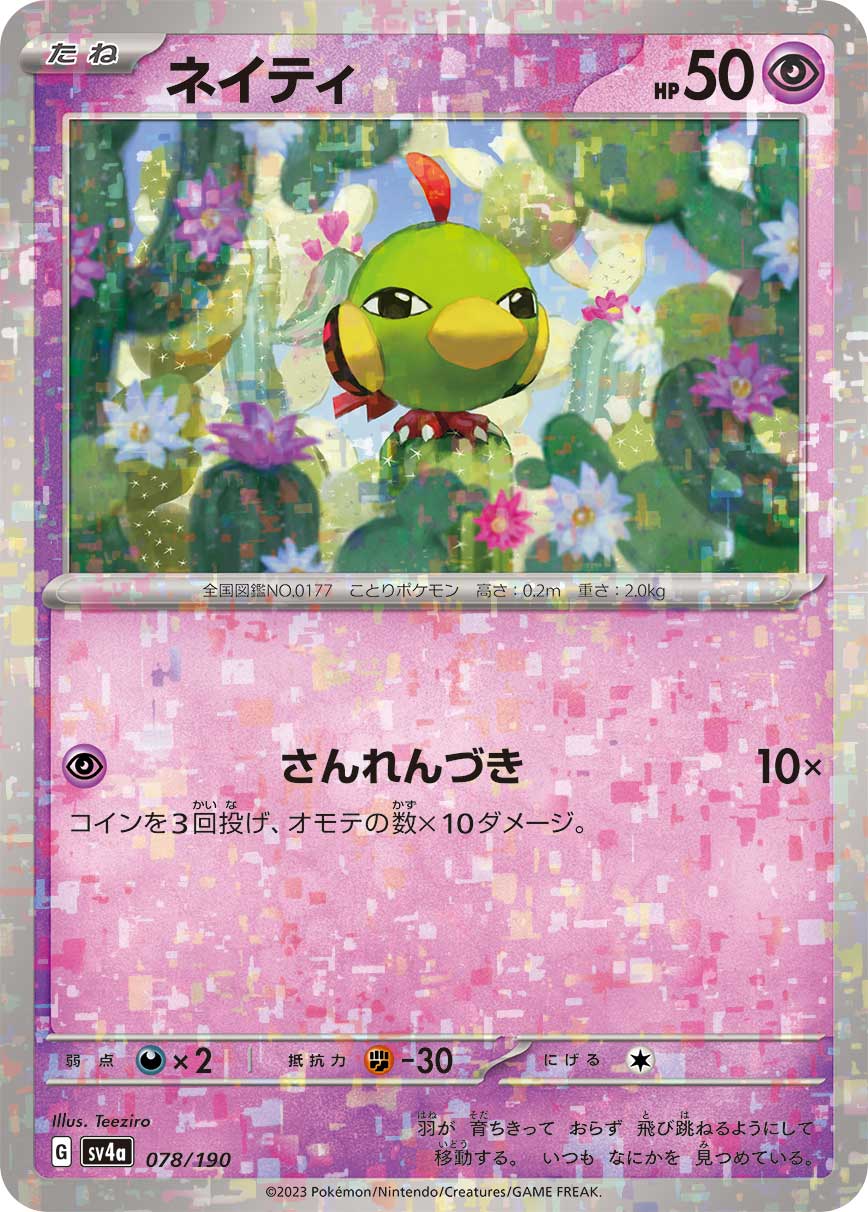 たね ネイティ HP50
全国図鑑NO.0177 ことりポケモン 高さ:0.2m 重さ:2.0kg
さんれんづき 10×
コインを3回投げ、オモテの数×10ダメージ。
弱点 ×2 抵抗力 -30 にげる
Illus. Teeziro
羽が 育ちきって おらず 飛び跳ねるようにして
移動する。 いつも なにかを 見つめている。
G sv4a 078/190
©2023 Pokémon/Nintendo/Creatures/GAME FREAK.